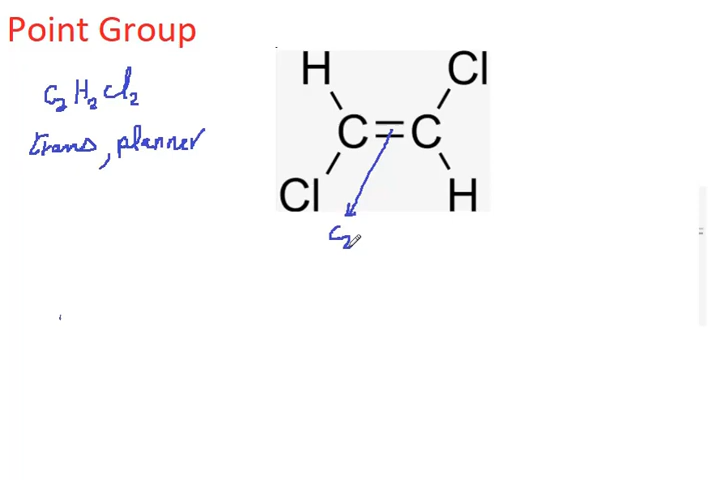 Point Group
C₂H₂Cl₂
trans, planner
H Cl
C=C
Cl H
C₂